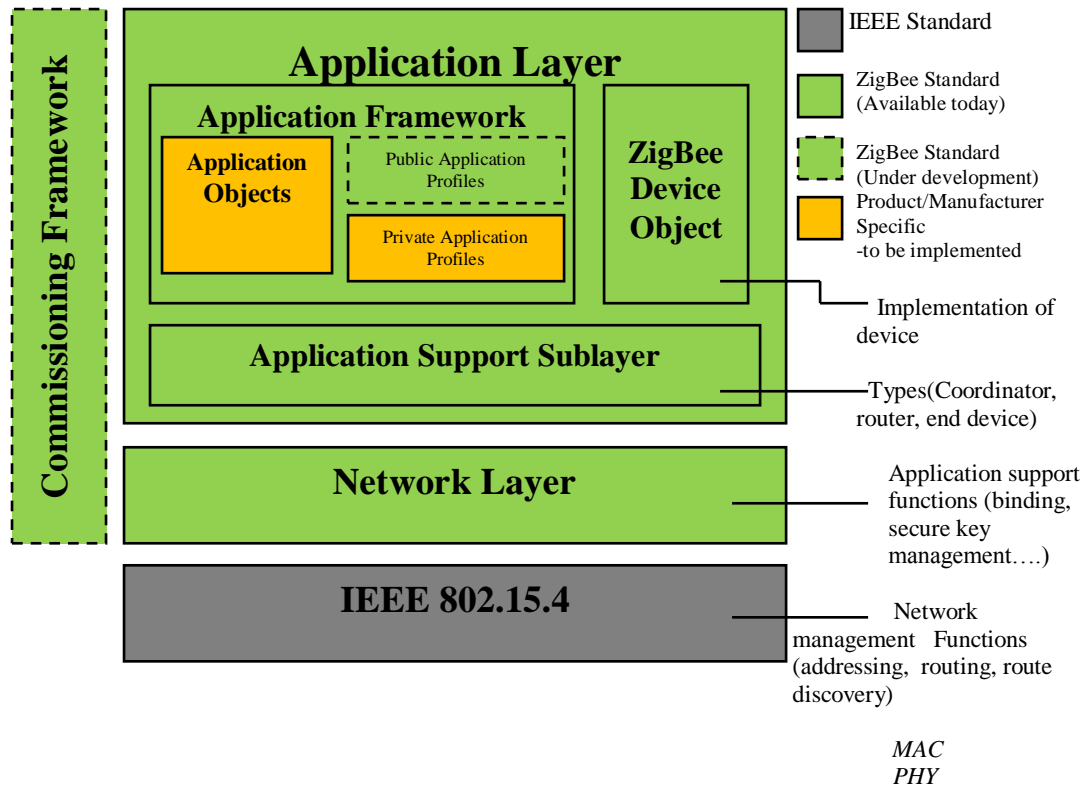 Commissioning Framework
Application Layer
Application Framework
Application
Objects
Public Application
Profiles
Private Application
Profiles
ZigBee
Device
Object
Application Support Sublayer
Network Layer
IEEE 802.15.4
IEEE Standard
ZigBee Standard
(Available today)
ZigBee Standard
(Under development)
Product/Manufacturer
Specific
-to be implemented
Implementation of
device
Types(Coordinator,
router, end device)
Application support
functions (binding,
secure key
management….)
Network
management Functions
(addressing, routing, route
discovery)
MAC
PHY